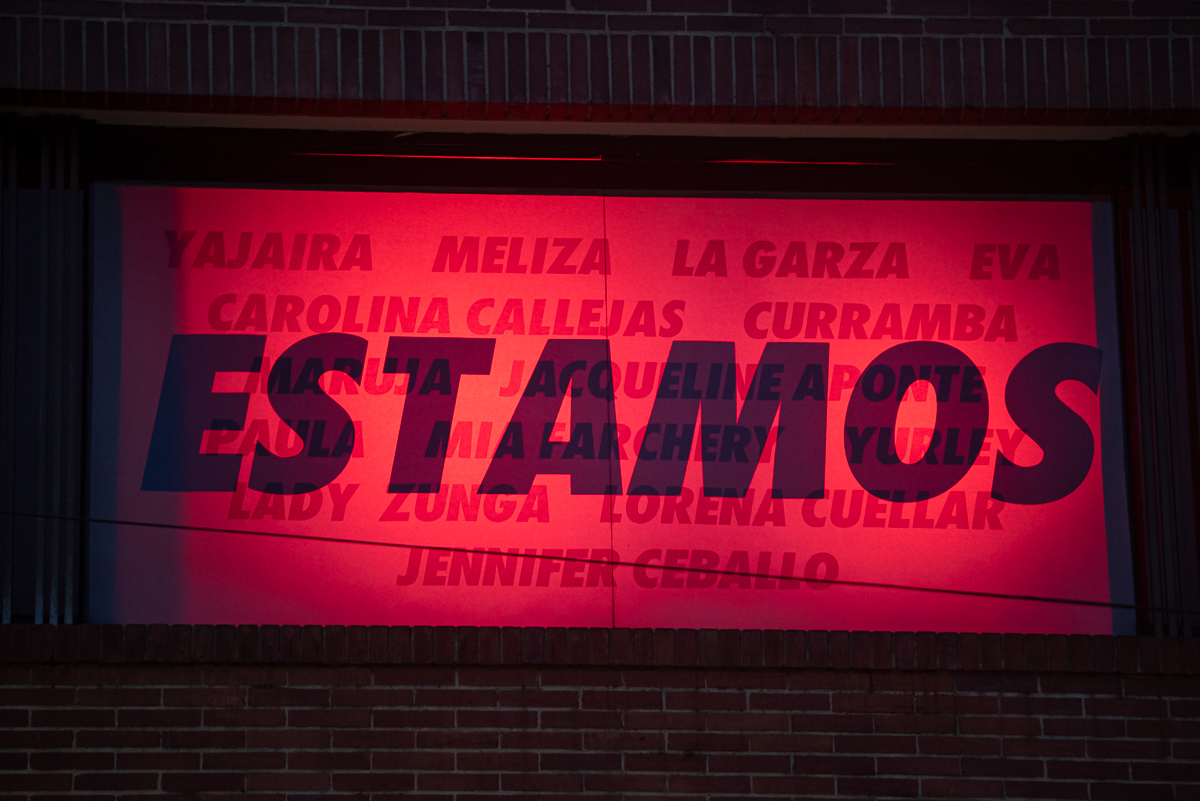 YAJAIRA MELIZA LA GARZA EVA
CAROLINA CALLEJAS CURRAMBA
ESTAMOS
MARUJA JACQUELINE APONTE
PAULA MIA FARCHERY YURLEY
LADY ZUNGA LORENA CUELLAR
JENNIFER CEBALLO